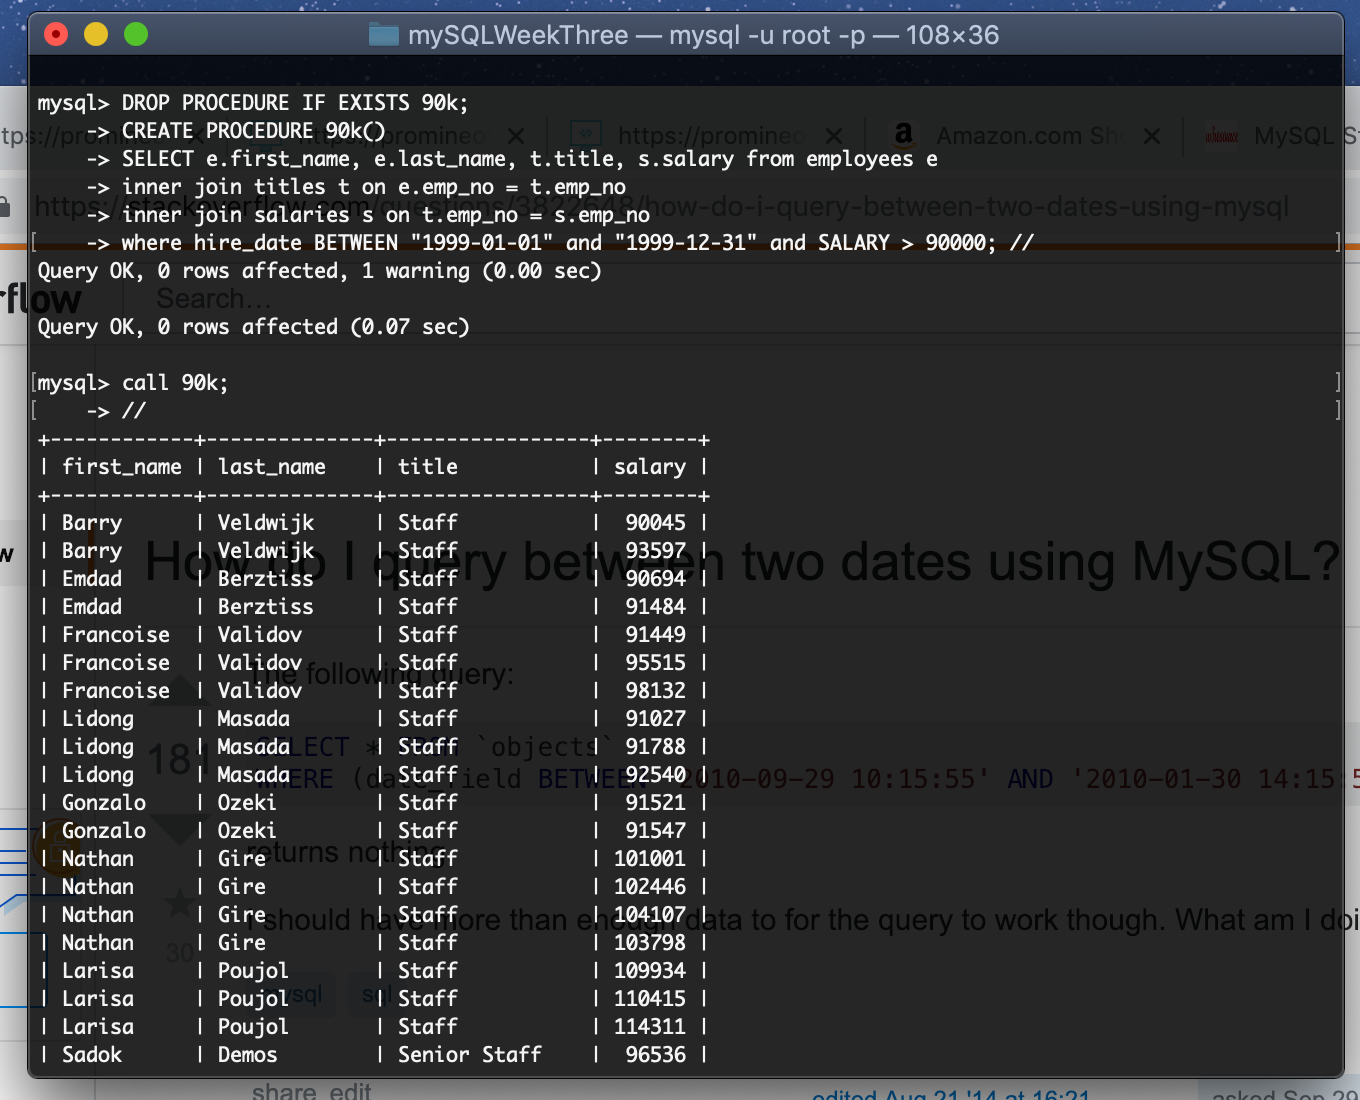 mySQLWeekThree — mysql -u root -p — 108×36
mysql> DROP PROCEDURE IF EXISTS 90k;
-> CREATE PROCEDURE 90k()
tps://promineo https://promineo https://promineo Amazon.com Sho MySQL S
-> SELECT e.first_name, e.last_name, t.title, s.salary from employees e
-> inner join titles t on e.emp_no = t.emp_no
https://stackoverflow.com/questions/3822648/how-do-i-query-between-two-dates-using-mysql
-> inner join salaries s on t.emp_no = s.emp_no
[ -> where hire_date BETWEEN "1999-01-01" and "1999-12-31" and SALARY > 90000; // ]
Query OK, 0 rows affected, 1 warning (0.00 sec)
rflow Search...
Query OK, 0 rows affected (0.07 sec)
[mysql> call 90k; ]
[ -> // ]
+------------+--------------+-----------------+--------+
| first_name | last_name | title | salary |
+------------+--------------+-----------------+--------+
| Barry | Veldwijk | Staff | 90045 |
| Barry | Veldwijk | Staff | 93597 |
w How do I query between two dates using MySQL?
| Emdad | Berztiss | Staff | 90694 |
| Emdad | Berztiss | Staff | 91484 |
| Francoise | Validov | Staff | 91449 |
| Francoise | Validov | Staff | 95515 |
The following query:
| Francoise | Validov | Staff | 98132 |
| Lidong | Masada | Staff | 91027 |
| Lidong | Masada | Staff | 91788 |
181 SELECT * FROM `objects`
| Lidong | Masada | Staff | 92540 |
WHERE (date_field BETWEEN '2010-09-29 10:15:55' AND '2010-01-30 14:15:5
| Gonzalo | Ozeki | Staff | 91521 |
| Gonzalo | Ozeki | Staff | 91547 |
returns nothing.
| Nathan | Gire | Staff | 101001 |
| Nathan | Gire | Staff | 102446 |
| Nathan | Gire | Staff | 104107 |
I should have more than enough data to for the query to work though. What am I doi
| Nathan | Gire | Staff | 103798 |
30
| Larisa | Poujol | Staff | 109934 |
| Larisa | Poujol | Staff | 110415 |
mysql sql
| Larisa | Poujol | Staff | 114311 |
| Sadok | Demos | Senior Staff | 96536 |
share edit edited Aug 21 '14 at 16:21 asked Sep 29